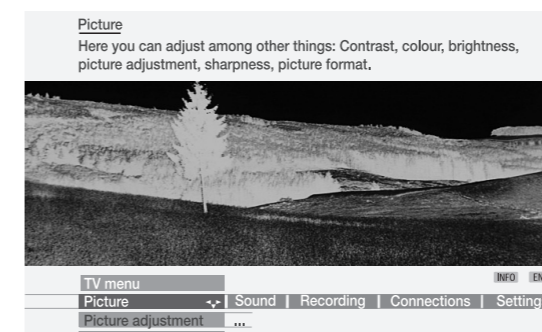 Picture
Here you can adjust among other things: Contrast, colour, brightness,
picture adjustment, sharpness, picture format.
INFO
TV menu
Picture | Sound | Recording | Connections |
Picture adjustment ...